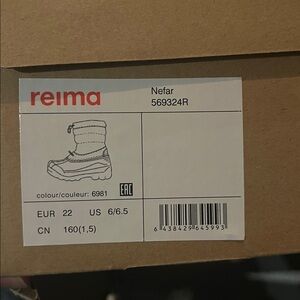 reima
Nefar
569324R
colour/couleur: 6981
EAC
EUR 22 US 6/6.5
CN 160(1,5)
6 438429 645993